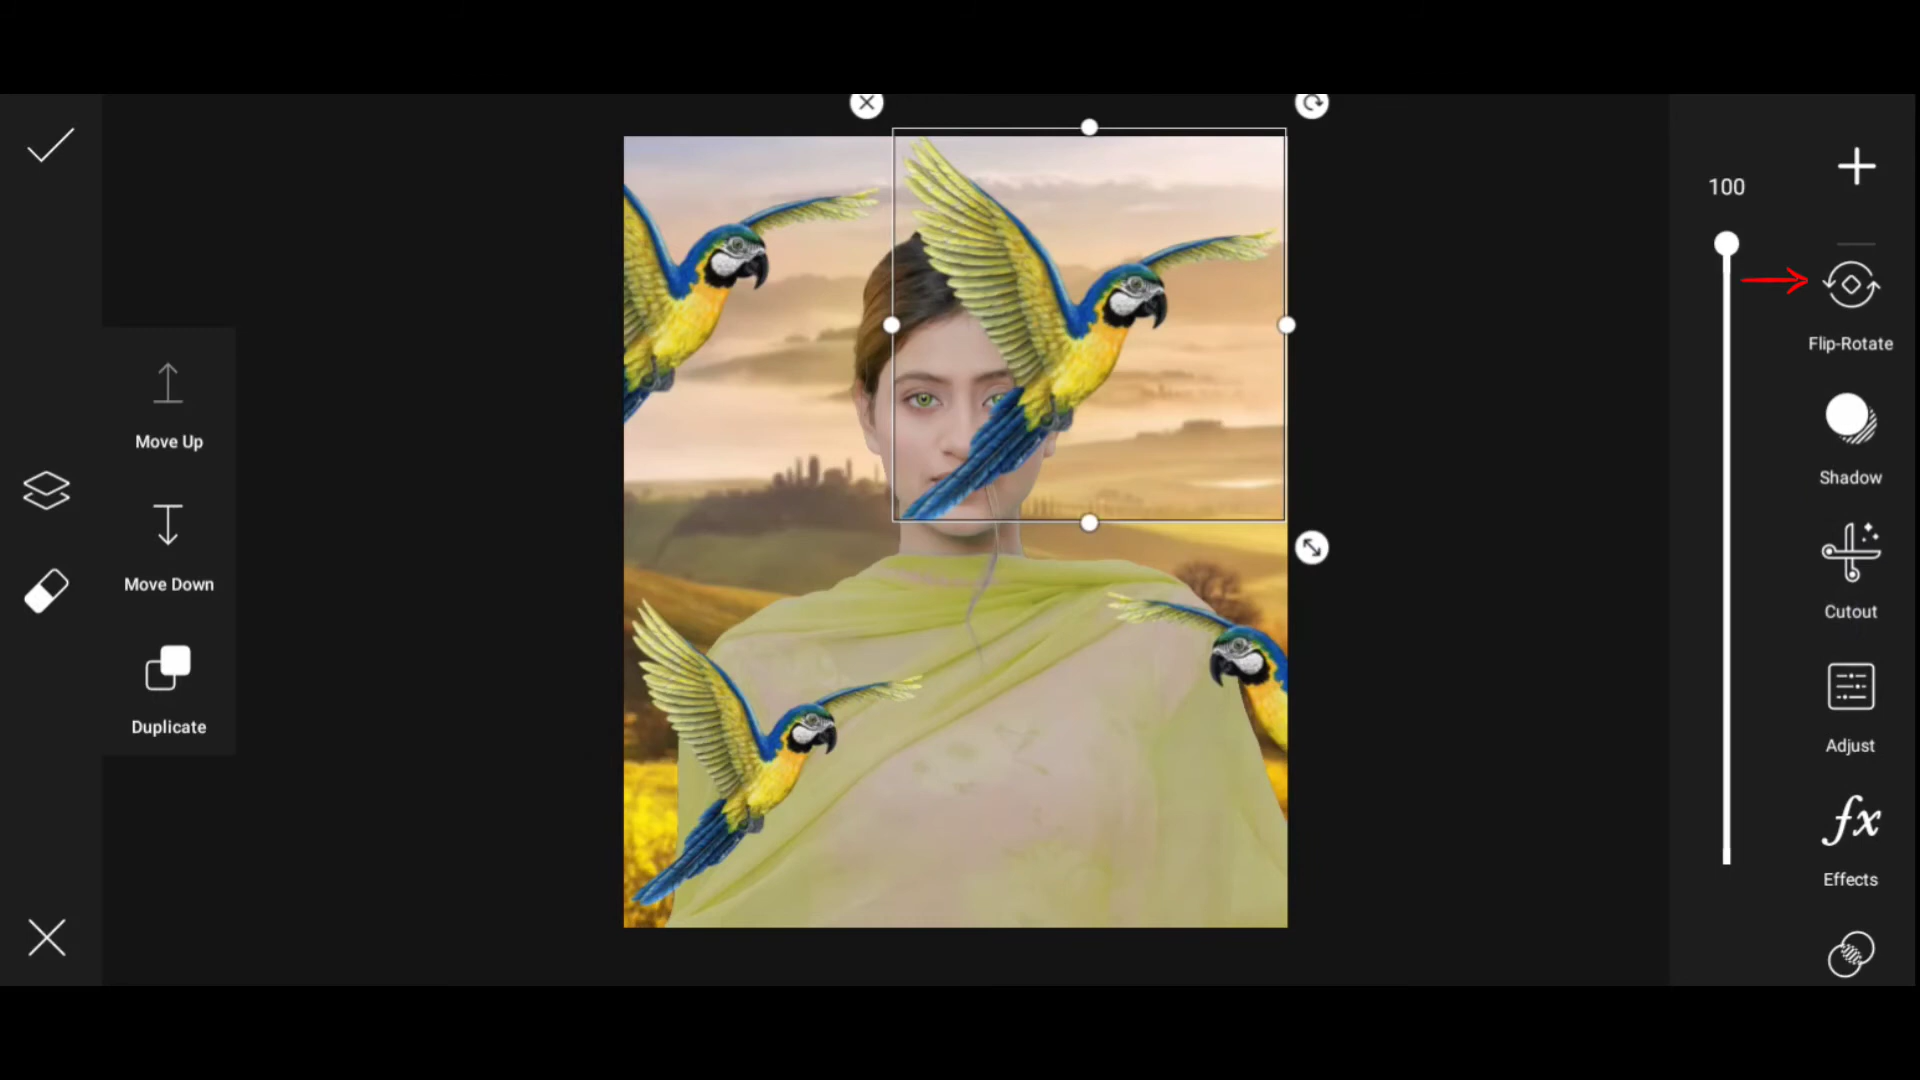 100
Flip-Rotate
Shadow
Cutout
Adjust
Effects
Move Up
Move Down
Duplicate